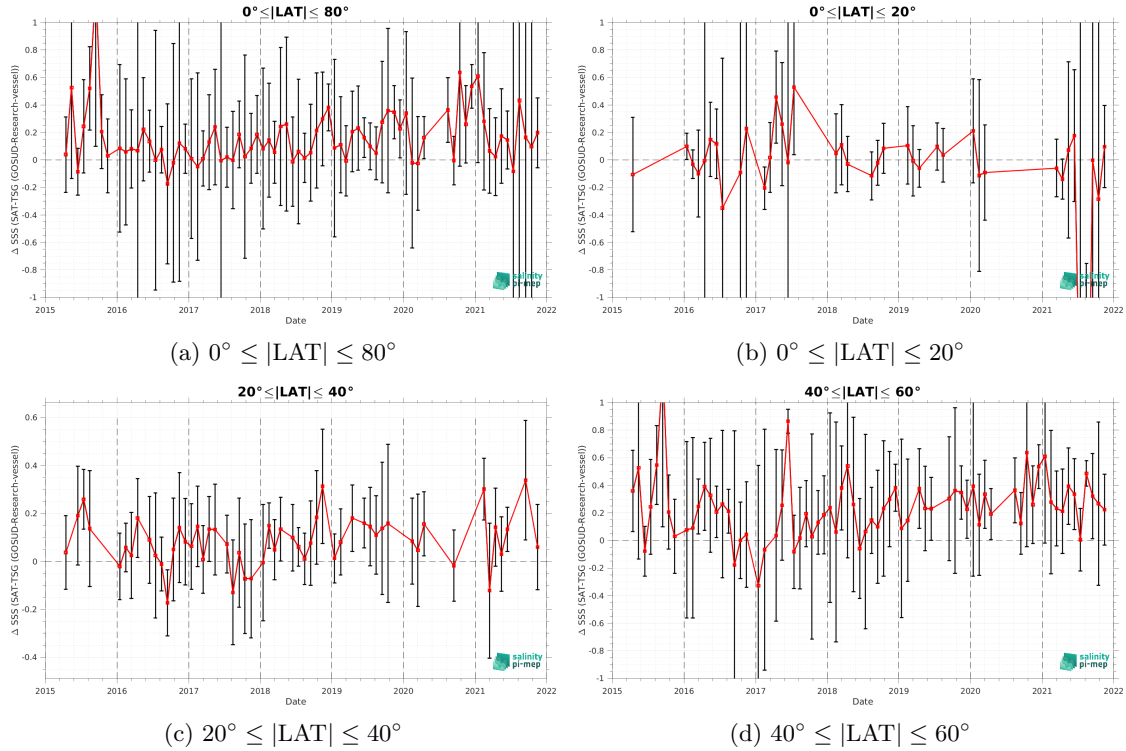 0°≤|LAT|≤ 80°
Δ SSS (SAT-TSG (GOSUD-Research-vessel))
1
0.8
0.6
0.4
0.2
0
-0.2
-0.4
-0.6
-0.8
-1
2015 2016 2017 2018 2019 2020 2021 2022
Date
salinity
pi-mep
(a) 0° ≤ |LAT| ≤ 80°
0°≤|LAT|≤ 20°
Δ SSS (SAT-TSG (GOSUD-Research-vessel))
1
0.8
0.6
0.4
0.2
0
-0.2
-0.4
-0.6
-0.8
-1
2015 2016 2017 2018 2019 2020 2021 2022
Date
salinity
pi-mep
(b) 0° ≤ |LAT| ≤ 20°
20°≤|LAT|≤ 40°
Δ SSS (SAT-TSG (GOSUD-Research-vessel))
0.6
0.4
0.2
0
-0.2
-0.4
2015 2016 2017 2018 2019 2020 2021 2022
Date
salinity
pi-mep
(c) 20° ≤ |LAT| ≤ 40°
40°≤|LAT|≤ 60°
Δ SSS (SAT-TSG (GOSUD-Research-vessel))
1
0.8
0.6
0.4
0.2
0
-0.2
-0.4
-0.6
-0.8
-1
2015 2016 2017 2018 2019 2020 2021 2022
Date
salinity
pi-mep
(d) 40° ≤ |LAT| ≤ 60°